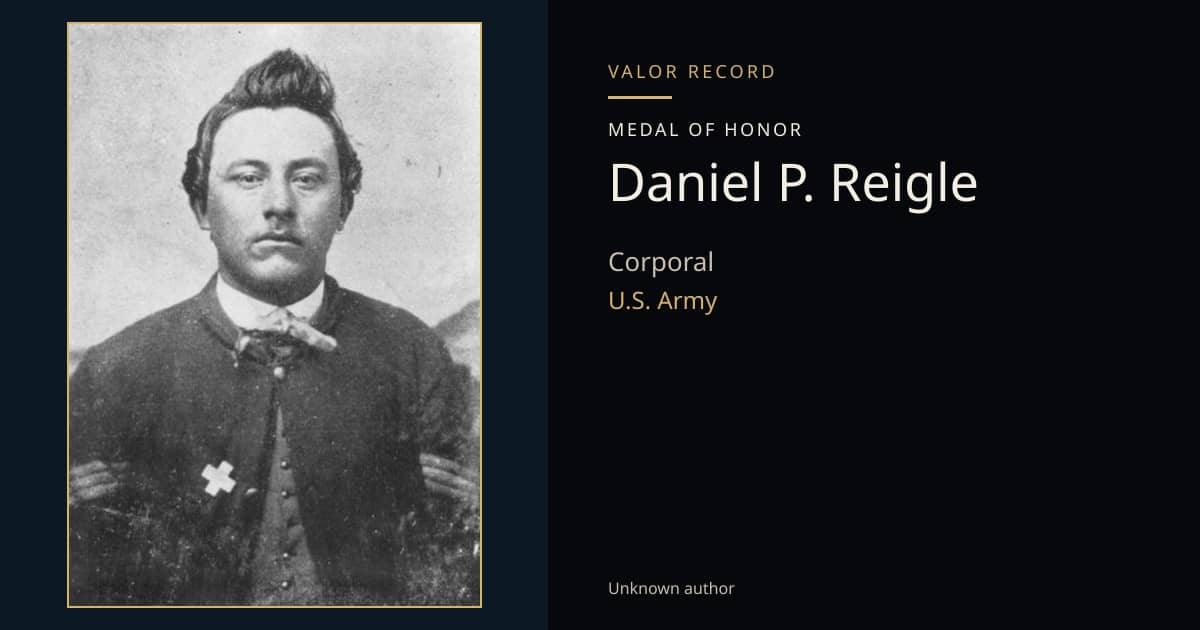 VALOR RECORD
MEDAL OF HONOR
Daniel P. Reigle
Corporal
U.S. Army
Unknown author